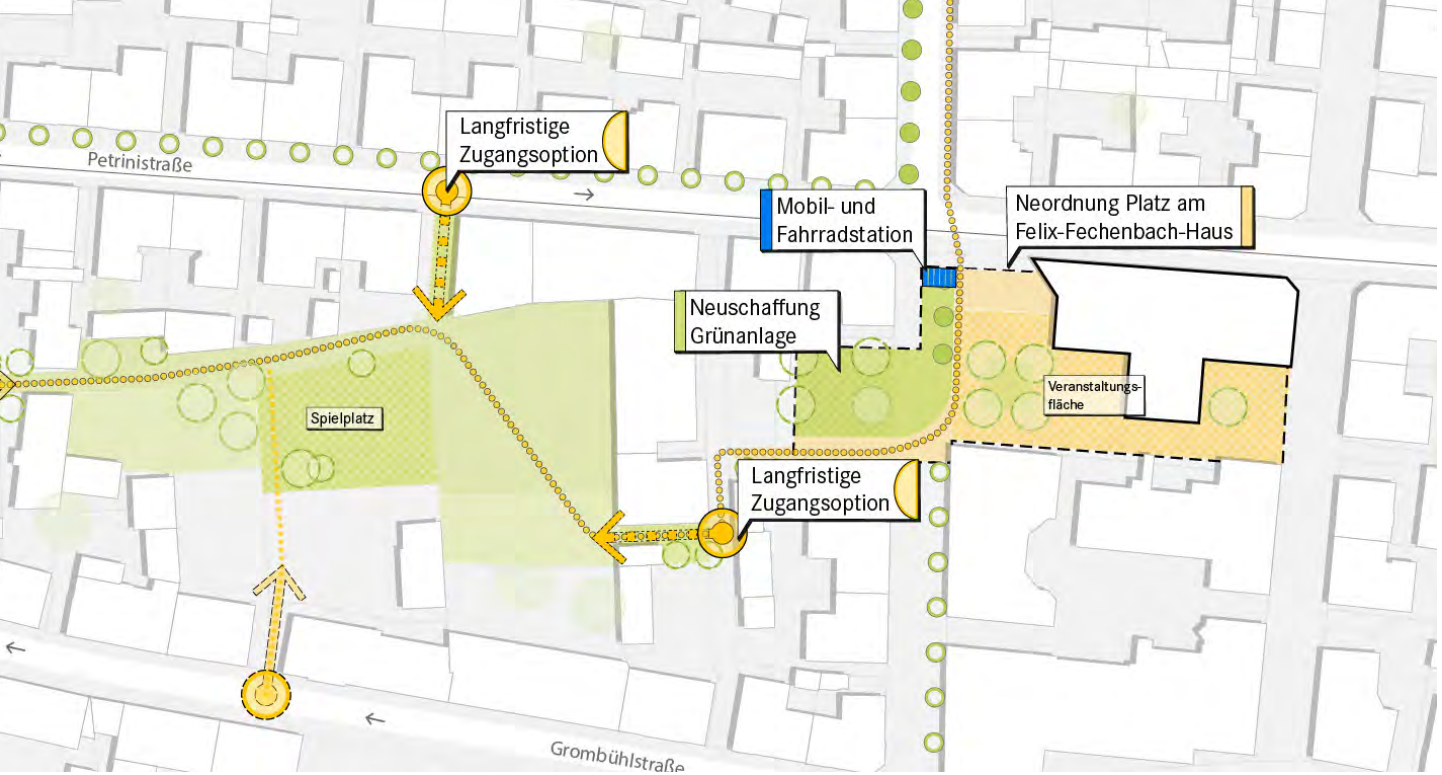 Langfristige
Zugangsoption
Petrinistraße
Mobil- und
Fahrradstation
Neordnung Platz am
Felix-Fechenbach-Haus
Neuschaffung
Grünanlage
Veranstaltungs-
fläche
Spielplatz
Langfristige
Zugangsoption
Grombühlstraße